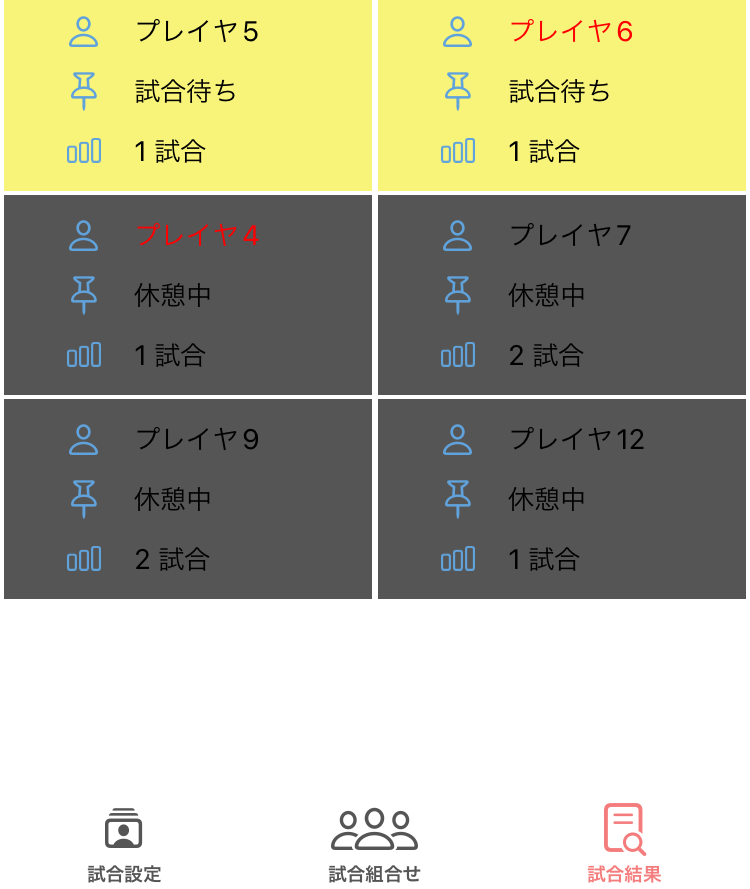 プレイヤ5
プレイヤ6
試合待ち
試合待ち
1 試合
1 試合
プレイヤ4
プレイヤ7
休憩中
休憩中
1 試合
2 試合
プレイヤ9
プレイヤ12
休憩中
休憩中
2 試合
1 試合
試合設定
試合組合せ
試合結果